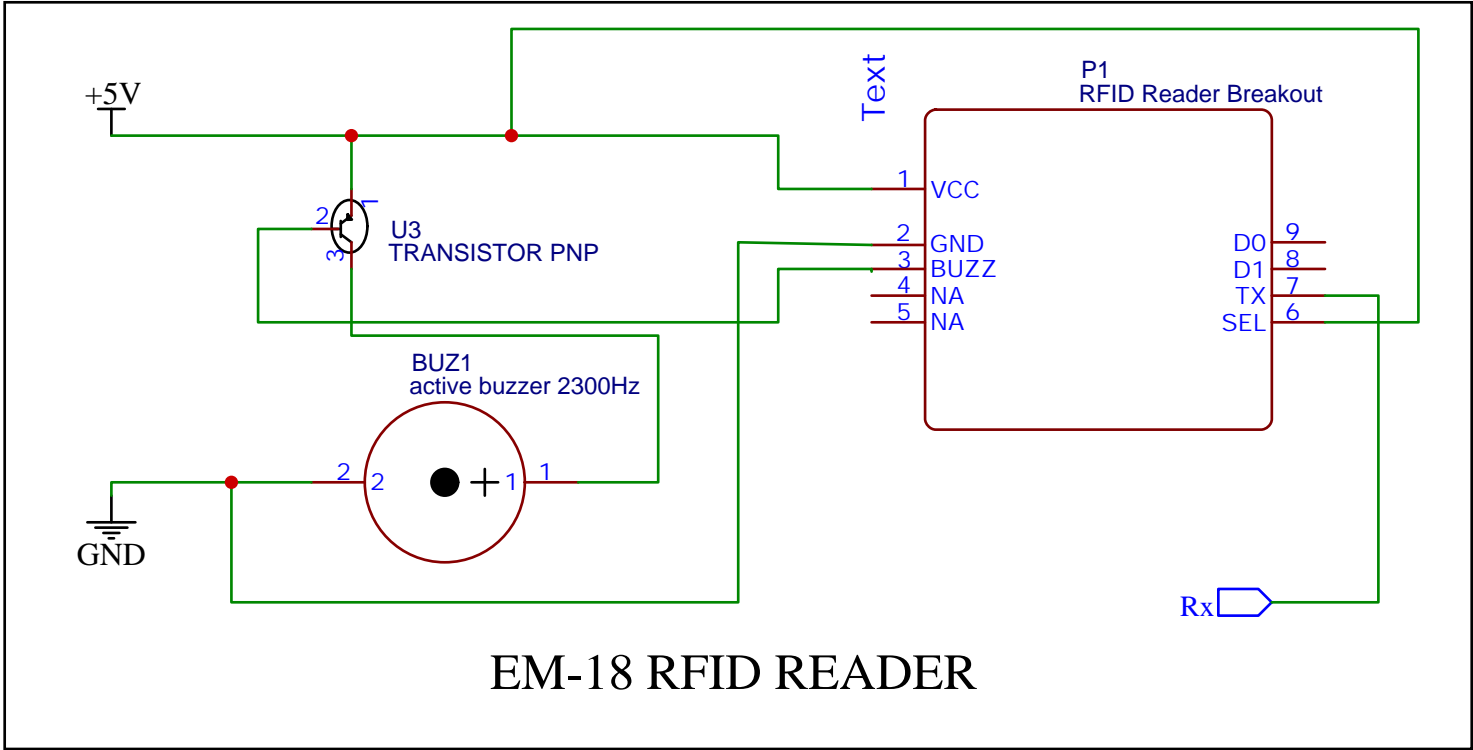 +5V
Text
P1
RFID Reader Breakout
1
2
3
U3
TRANSISTOR PNP
1 VCC
2 GND
3 BUZZ
4 NA
5 NA
D0 9
D1 8
TX 7
SEL 6
BUZ1
active buzzer 2300Hz
2 2
+ 1 1
GND
Rx
EM-18 RFID READER